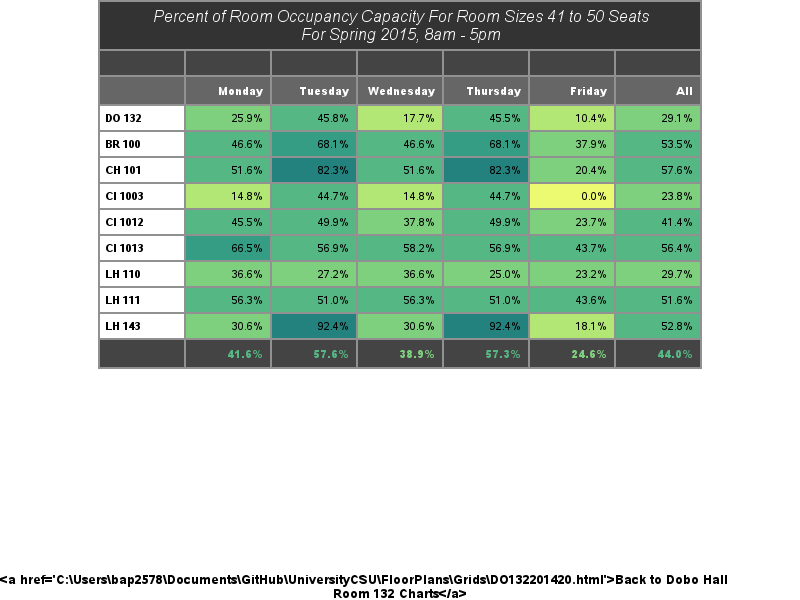 Percent of Room Occupancy Capacity For Room Sizes 41 to 50 Seats
For Spring 2015, 8am - 5pm
Monday Tuesday Wednesday Thursday Friday All
DO 132 25.9% 45.8% 17.7% 45.5% 10.4% 29.1%
BR 100 46.6% 68.1% 46.6% 68.1% 37.9% 53.5%
CH 101 51.6% 82.3% 51.6% 82.3% 20.4% 57.6%
CI 1003 14.8% 44.7% 14.8% 44.7% 0.0% 23.8%
CI 1012 45.5% 49.9% 37.8% 49.9% 23.7% 41.4%
CI 1013 66.5% 56.9% 58.2% 56.9% 43.7% 56.4%
LH 110 36.6% 27.2% 36.6% 25.0% 23.2% 29.7%
LH 111 56.3% 51.0% 56.3% 51.0% 43.6% 51.6%
LH 143 30.6% 92.4% 30.6% 92.4% 18.1% 52.8%
41.6% 57.6% 38.9% 57.3% 24.6% 44.0%
<a href='C:\Users\bap2578\Documents\GitHub\UniversityCSU\FloorPlans\Grids\DO132201420.html'>Back to Dobo Hall
Room 132 Charts</a>